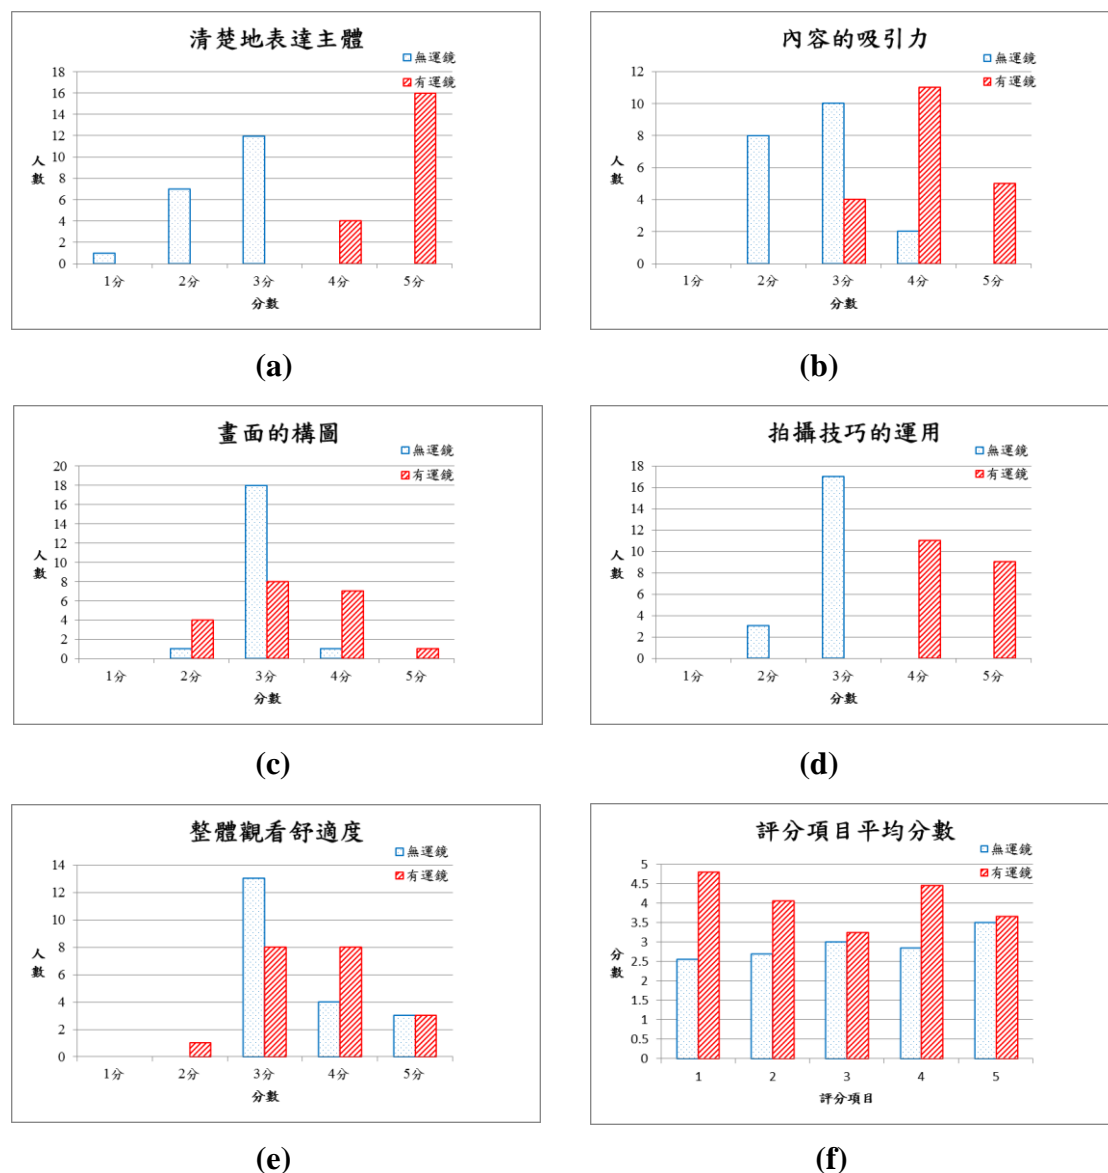 清楚地表達主體
無運鏡
有運鏡
18
16
14
12
10
8
6
4
2
0
人數
1分 2分 3分 4分 5分
分數
(a)
內容的吸引力
無運鏡
有運鏡
12
10
8
6
4
2
0
人數
1分 2分 3分 4分 5分
分數
(b)
畫面的構圖
無運鏡
有運鏡
20
18
16
14
12
10
8
6
4
2
0
人數
1分 2分 3分 4分 5分
分數
(c)
拍攝技巧的運用
無運鏡
有運鏡
18
16
14
12
10
8
6
4
2
0
人數
1分 2分 3分 4分 5分
分數
(d)
整體觀看舒適度
無運鏡
有運鏡
14
12
10
8
6
4
2
0
人數
1分 2分 3分 4分 5分
分數
(e)
評分項目平均分數
無運鏡
有運鏡
5
4.5
4
3.5
3
2.5
2
1.5
1
0.5
0
分數
1 2 3 4 5
評分項目
(f)